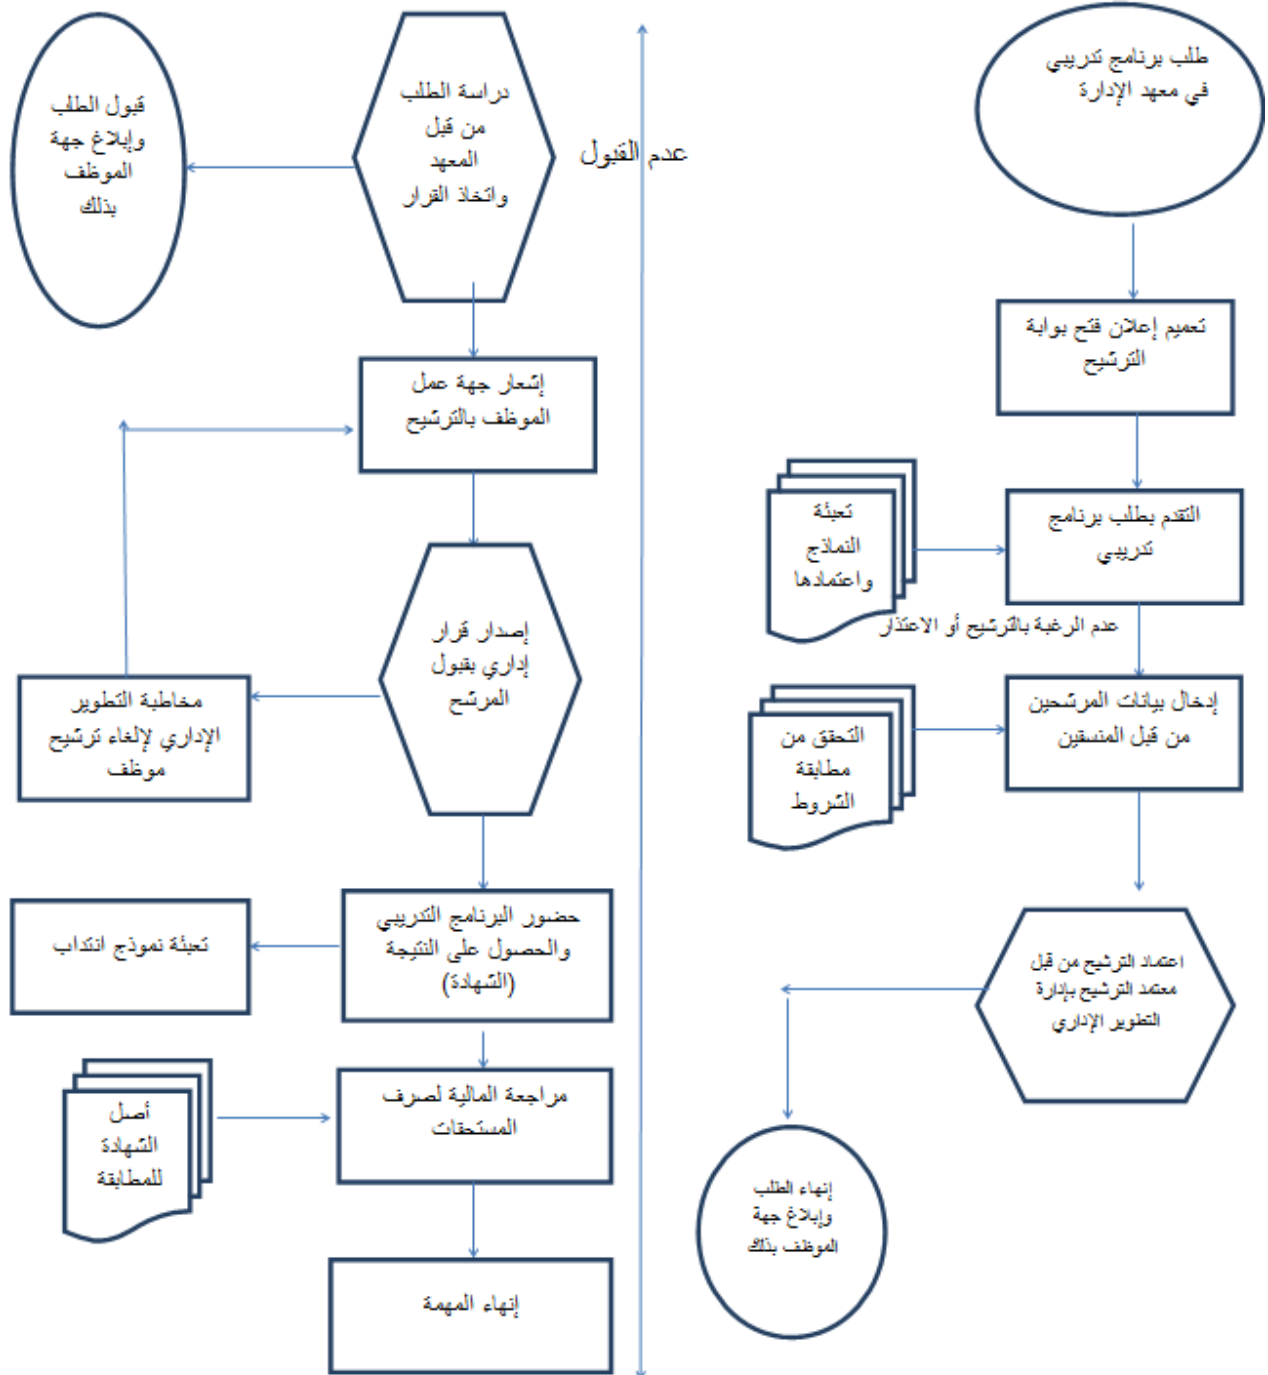 طلب برنامج تدريبي
في معهد الإدارة
تعميم إعلان فتح بوابة
الترشيح
التقدم بطلب برنامج
تدريبي
تعبئة
النماذج
واعتمادها
عدم الرغبة بالترشيح أو الاعتذار
إدخال بيانات المرشحين
من قبل المنسقين
التحقق من
مطابقة
الشروط
اعتماد الترشيح من قبل
معتمد الترشيح بإدارة
التطوير الإداري
إنهاء الطلب
وإبلاغ جهة
الموظف بذلك
عدم القبول
دراسة الطلب
من قبل
المعهد
واتخاذ القرار
قبول الطلب
وإبلاغ جهة
الموظف
بذلك
إشعار جهة عمل
الموظف بالترشيح
إصدار قرار
إداري بقبول
المرشح
مخاطبة التطوير
الإداري لإلغاء ترشيح
موظف
حضور البرنامج التدريبي
والحصول على النتيجة
(الشهادة)
تعبئة نموذج انتداب
مراجعة المالية لصرف
المستحقات
أصل
الشهادة
للمطابقة
إنهاء المهمة